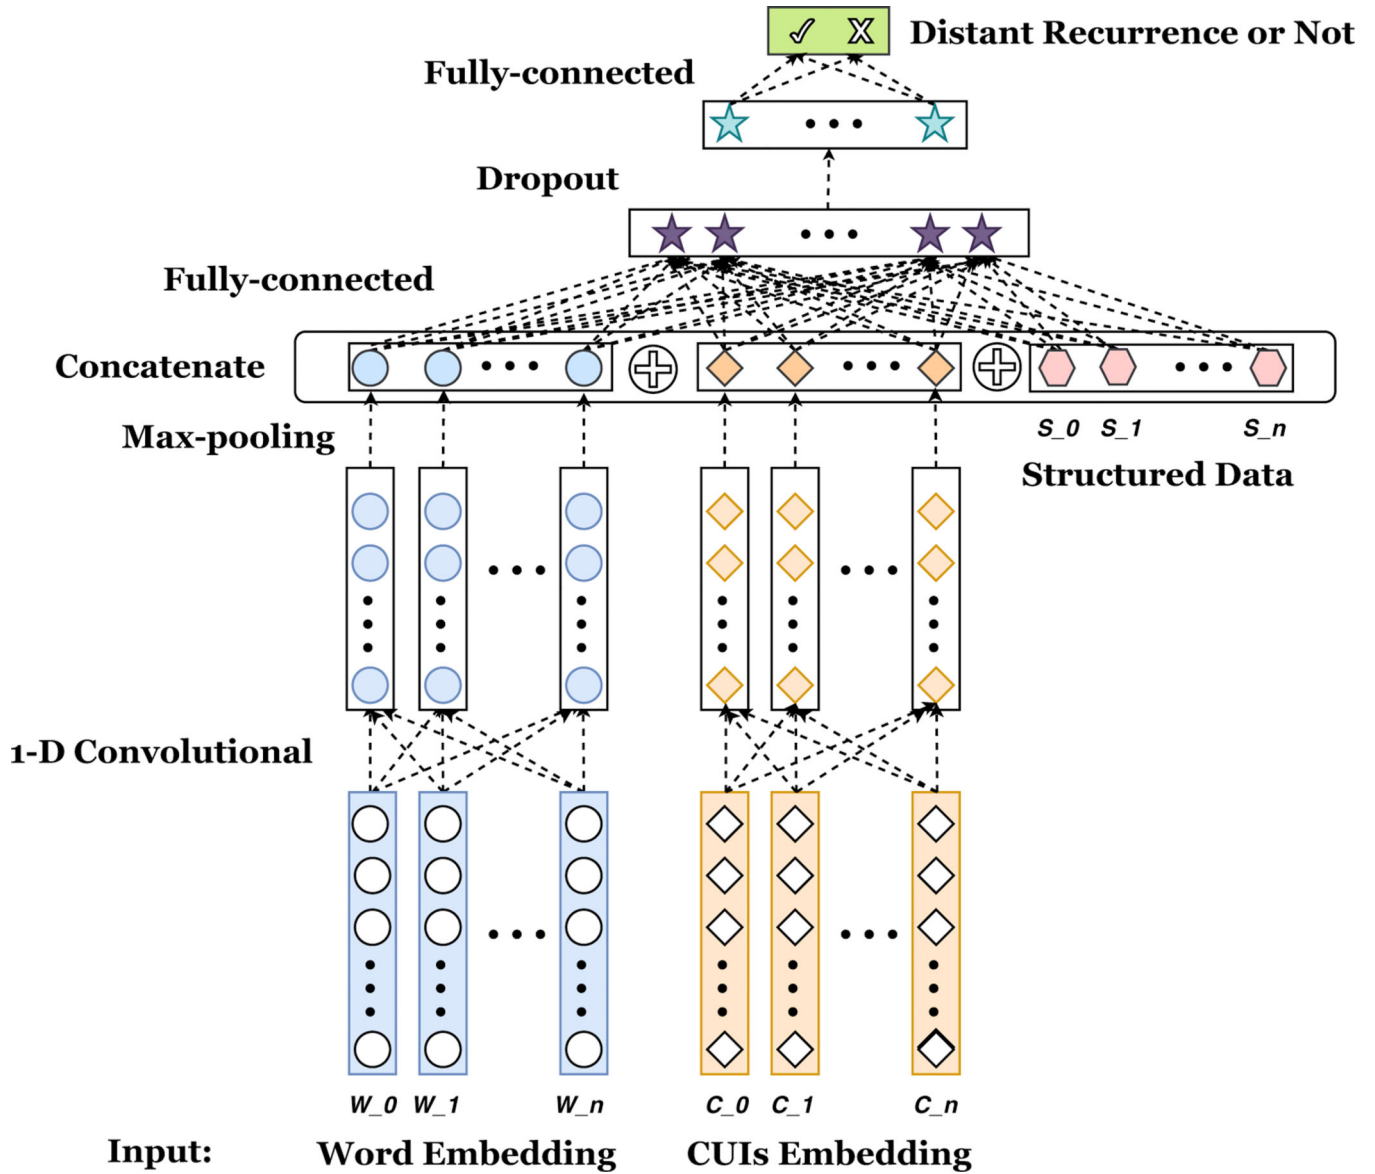 Distant Recurrence or Not
Fully-connected
Dropout
Fully-connected
Concatenate
Max-pooling
S_0 S_1 S_n
Structured Data
1-D Convolutional
W_0 W_1 W_n C_0 C_1 C_n
Input: Word Embedding CUIs Embedding